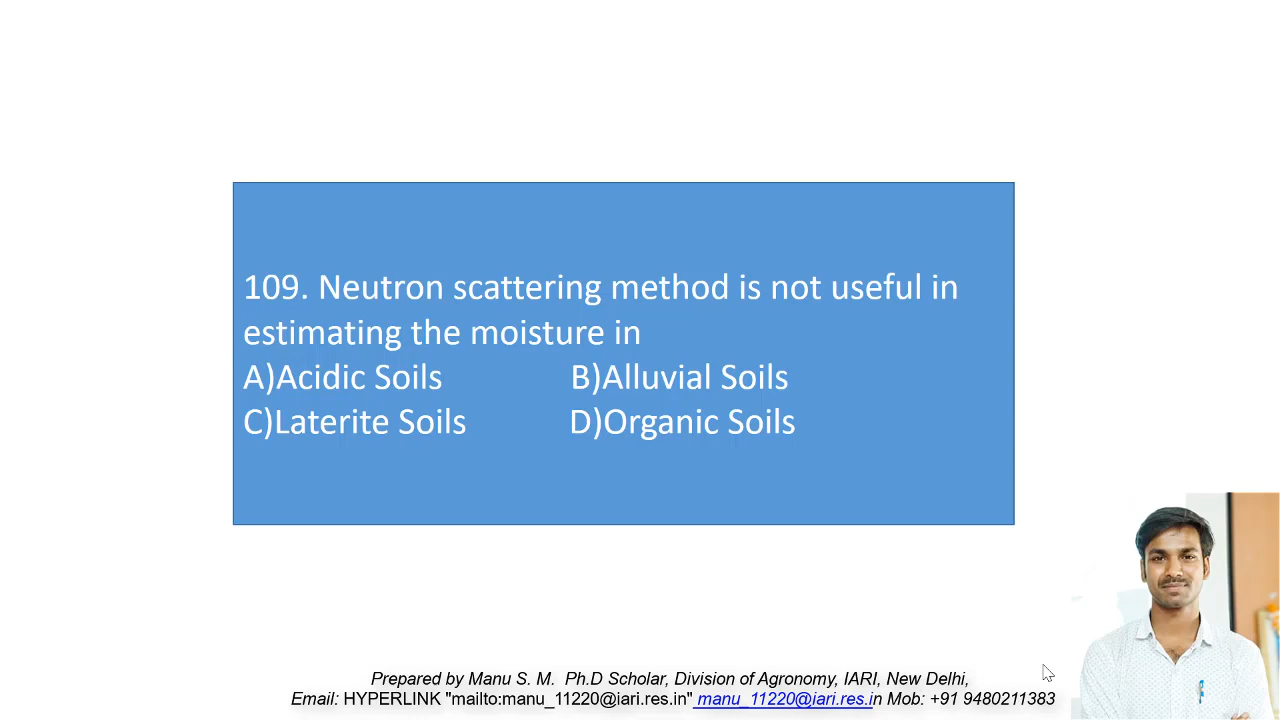 109. Neutron scattering method is not useful in
estimating the moisture in
A)Acidic Soils B)Alluvial Soils
C)Laterite Soils D)Organic Soils
Prepared by Manu S. M. Ph.D Scholar, Division of Agronomy, IARI, New Delhi,
Email: HYPERLINK "mailto:manu_11220@iari.res.in" manu_11220@iari.res.in Mob: +91 9480211383